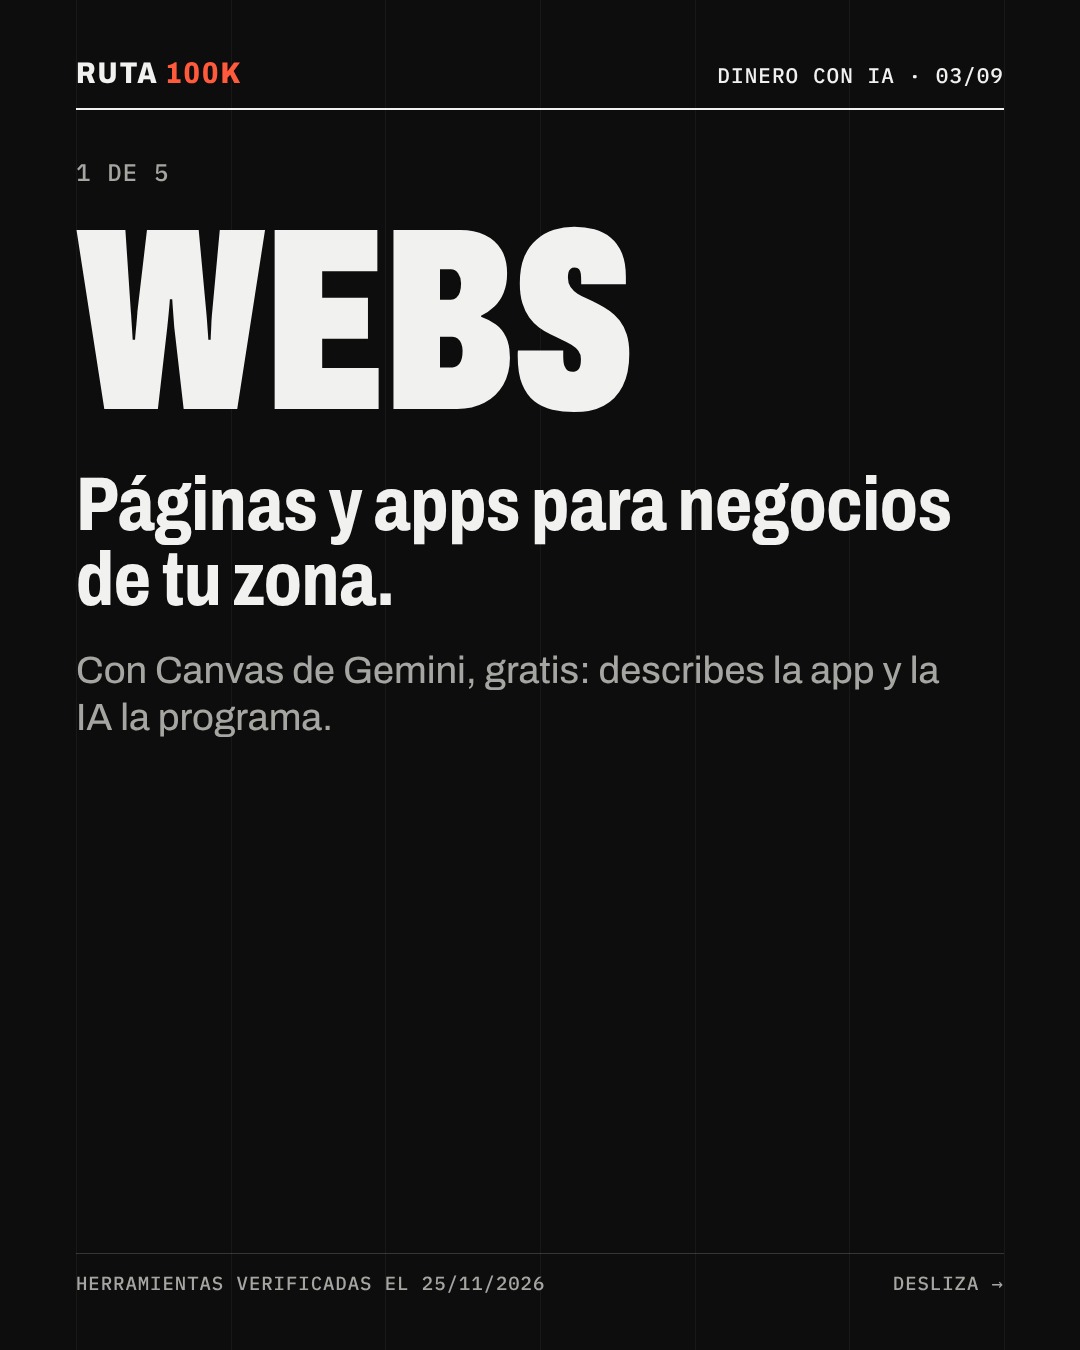 RUTA 100K
DINERO CON IA · 03/09
1 DE 5
WEBS
Páginas y apps para negocios
de tu zona.
Con Canvas de Gemini, gratis: describes la app y la
IA la programa.
HERRAMIENTAS VERIFICADAS EL 25/11/2026
DESLIZA →